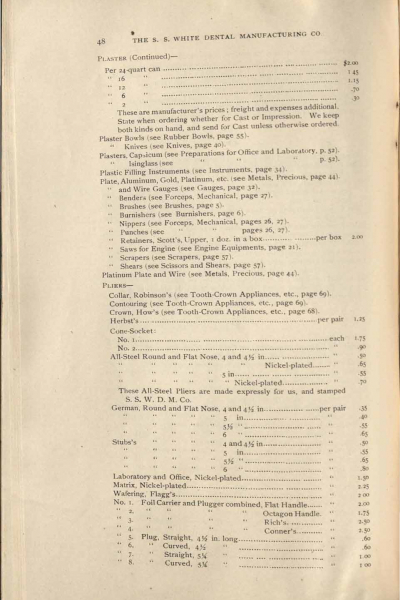 48 THE S. S. WHITE DENTAL MANUFACTURING CO.
PLASTER (Continued)—
Per 24-quart can $2.00
" 16 " 1 45
" 12 " 1.15
" 6 " .70
" 2 " .50
These are manufacturer's prices; freight and expenses additional.
State when ordering whether for Cast or Impression. We keep
both kinds on hand, and send for Cast unless otherwise ordered.
Plaster Bowls (see Rubber Bowls, page 55).
" Knives (see Knives, page 40).
Plasters, Capsicum (see Preparations for Office and Laboratory, p. 52).
" Isinglass (see " " " p. 52).
Plastic Filling Instruments (see Instruments, page 34).
Plate, Aluminum, Gold, Platinum, etc. (see Metals, Precious, page 44).
" and Wire Gauges (see Gauges, page 32).
" Benders (see Forceps, Mechanical, page 27).
" Brushes (see Brushes, page 5).
" Burnishers (see Burnishers, page 6).
" Nippers (see Forceps, Mechanical, pages 26, 27).
" Punches (see " " pages 26, 27).
" Retainers, Scott's, Upper, 1 doz. in a box per box 2.00
" Saws for Engine (see Engine Equipments, page 21).
" Scrapers (see Scrapers, page 57).
" Shears (see Scissors and Shears, page 57).
Platinum Plate and Wire (see Metals, Precious, page 44).
PLIERS—
Collar, Robinson's (see Tooth-Crown Appliances, etc., page 69).
Contouring (see Tooth-Crown Appliances, etc., page 69).
Crown, How's (see Tooth-Crown Appliances, etc., page 68).
Herbst's per pair 1.25
Cone-Socket:
No. 1 each 1.75
No. 2 " .90
All-Steel Round and Flat Nose, 4 and 4½ in. " .50
" " " " " " Nickel-plated " .65
" " " " 5 in " .55
" " " " " Nickel-plated " .70
These All-Steel Pliers are made expressly for us, and stamped
S. S. W. D. M. Co.
German, Round and Flat Nose, 4 and 4½ in. per pair .35
" " " " 5 in. " .40
" " " " 5½ " " .55
" " " " 6 " " .65
Stubs's " " " 4 and 4½ in. " .50
" " " " 5 in. " .55
" " " " 5½ " " .65
" " " " 6 " " .80
Laboratory and Office, Nickel-plated " 1.50
Matrix, Nickel-plated " 2 25
Wafering, Flagg's " 2 00
No. 1. Foil Carrier and Plugger combined, Flat Handle " 2.00
" 2. " " " Octagon Handle. " 1.75
" 3. " " " Rich's " 2.50
" 4. " " " Conner's " 2.50
" 5. Plug, Straight, 4½ in. long " .60
" 6. " Curved, 4½ " " .60
" 7. " Straight, 5¼ " " 1 00
" 8. " Curved, 5¼ " " 1 00